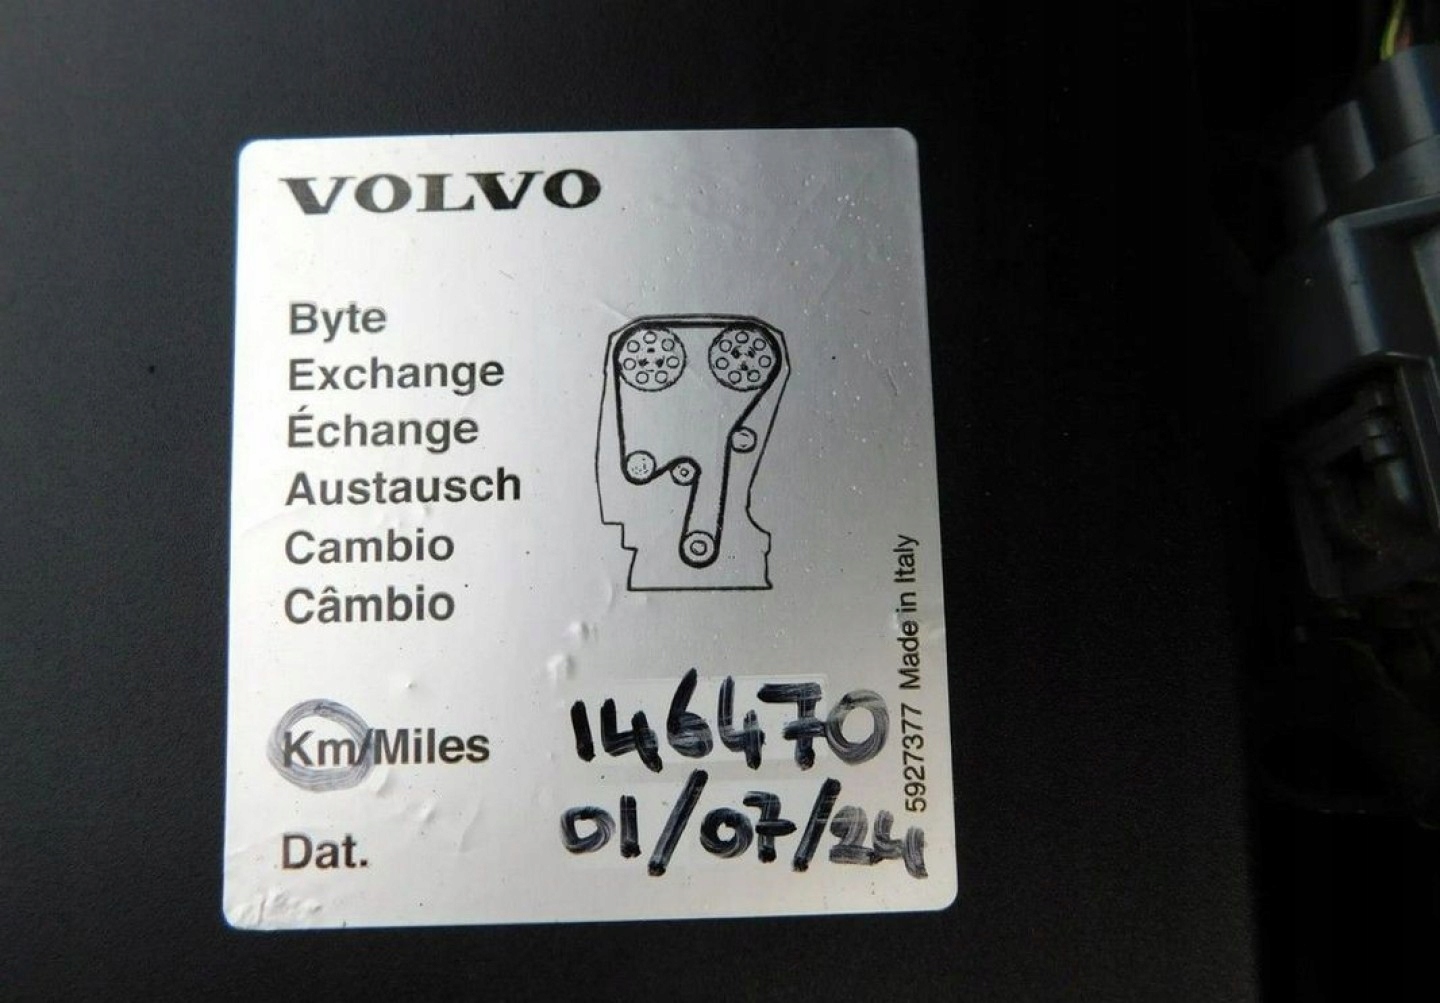 VOLVO
Byte
Exchange
Échange
Austausch
Cambio
Câmbio
Km/Miles 146470
Dat. 01/07/24
5927377 Made in Italy